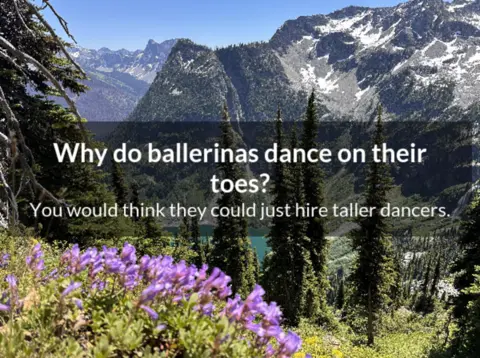 Why do ballerinas dance on their
toes?
You would think they could just hire taller dancers.